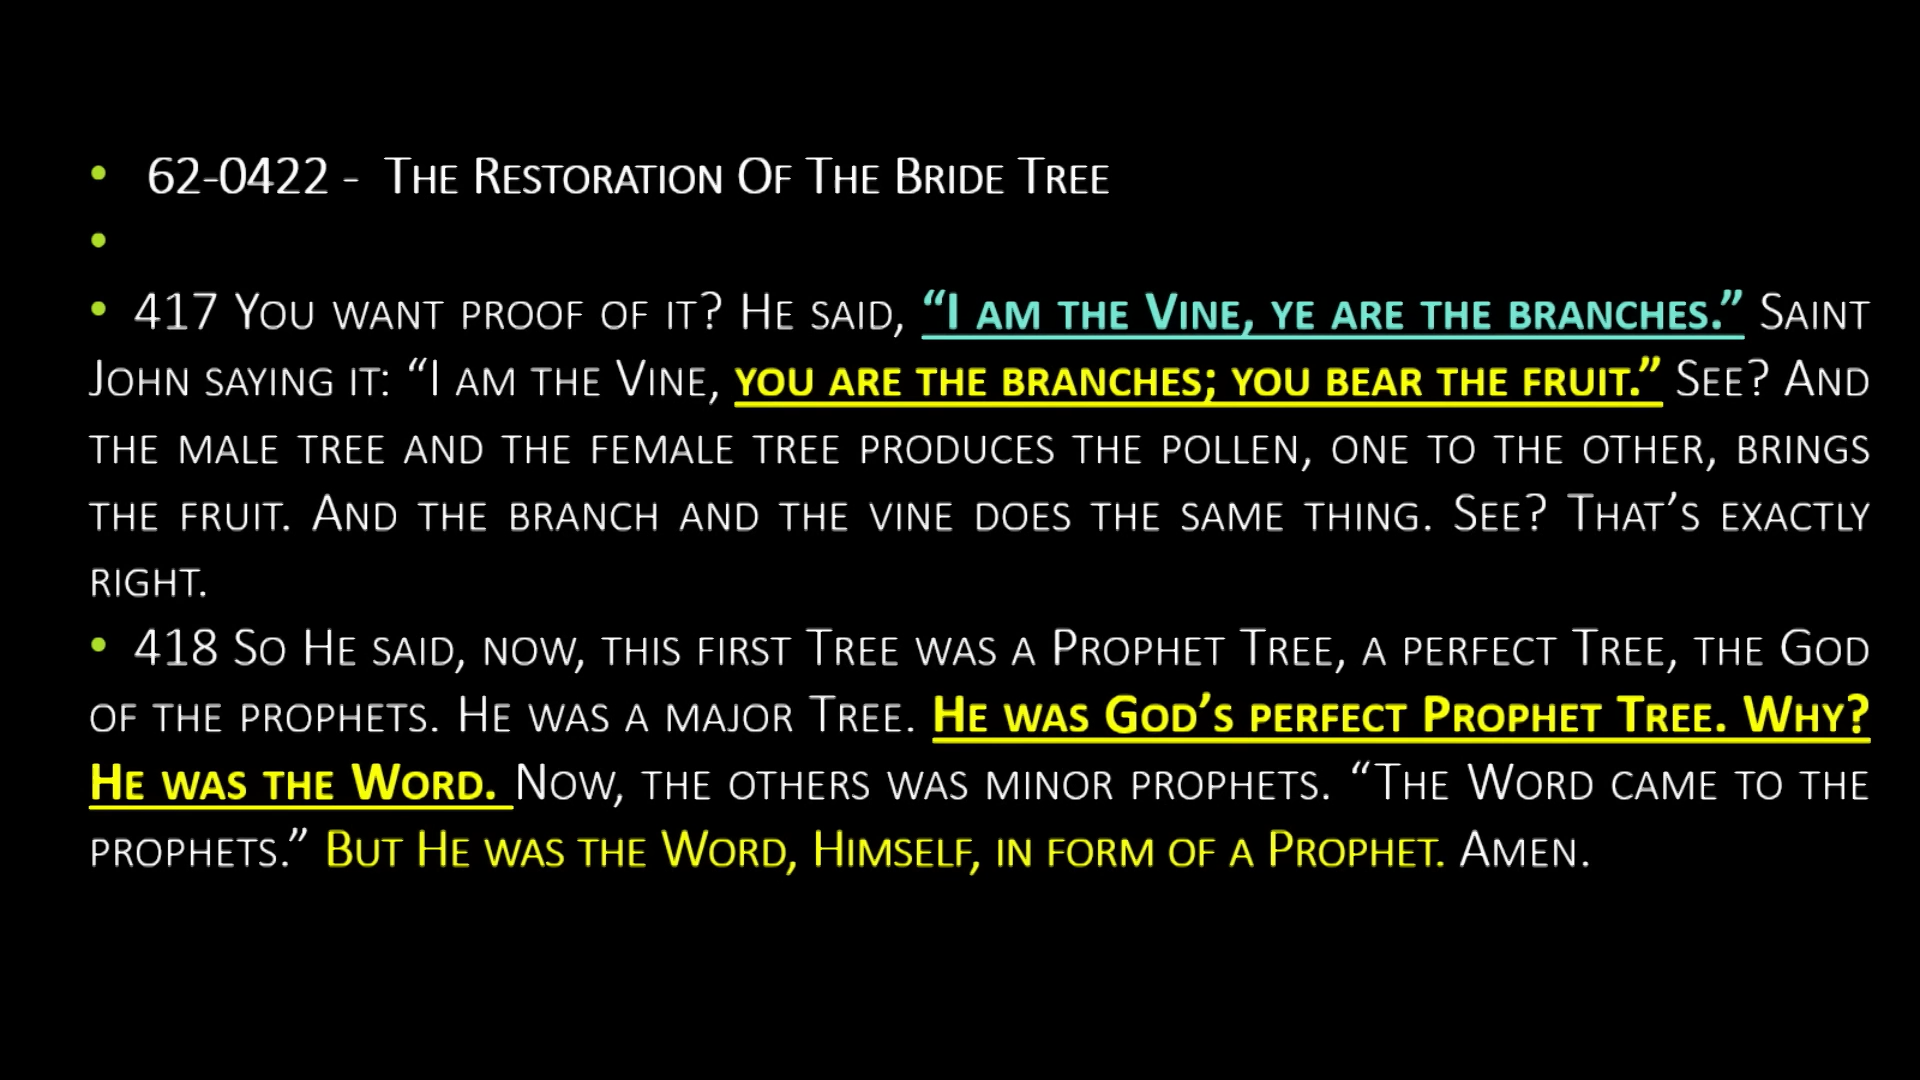 • 62-0422 - The Restoration Of The Bride Tree
•
• 417 You want proof of it? He said, “I am the Vine, ye are the branches.” Saint
John saying it: “I am the Vine, you are the branches; you bear the fruit.” See? And
the male tree and the female tree produces the pollen, one to the other, brings
the fruit. And the branch and the vine does the same thing. See? That’s exactly
right.
• 418 So He said, now, this first Tree was a Prophet Tree, a perfect Tree, the God
of the prophets. He was a major Tree. He was God’s perfect Prophet Tree. Why?
He was the Word. Now, the others was minor prophets. “The Word came to the
prophets.” But He was the Word, Himself, in form of a Prophet. Amen.